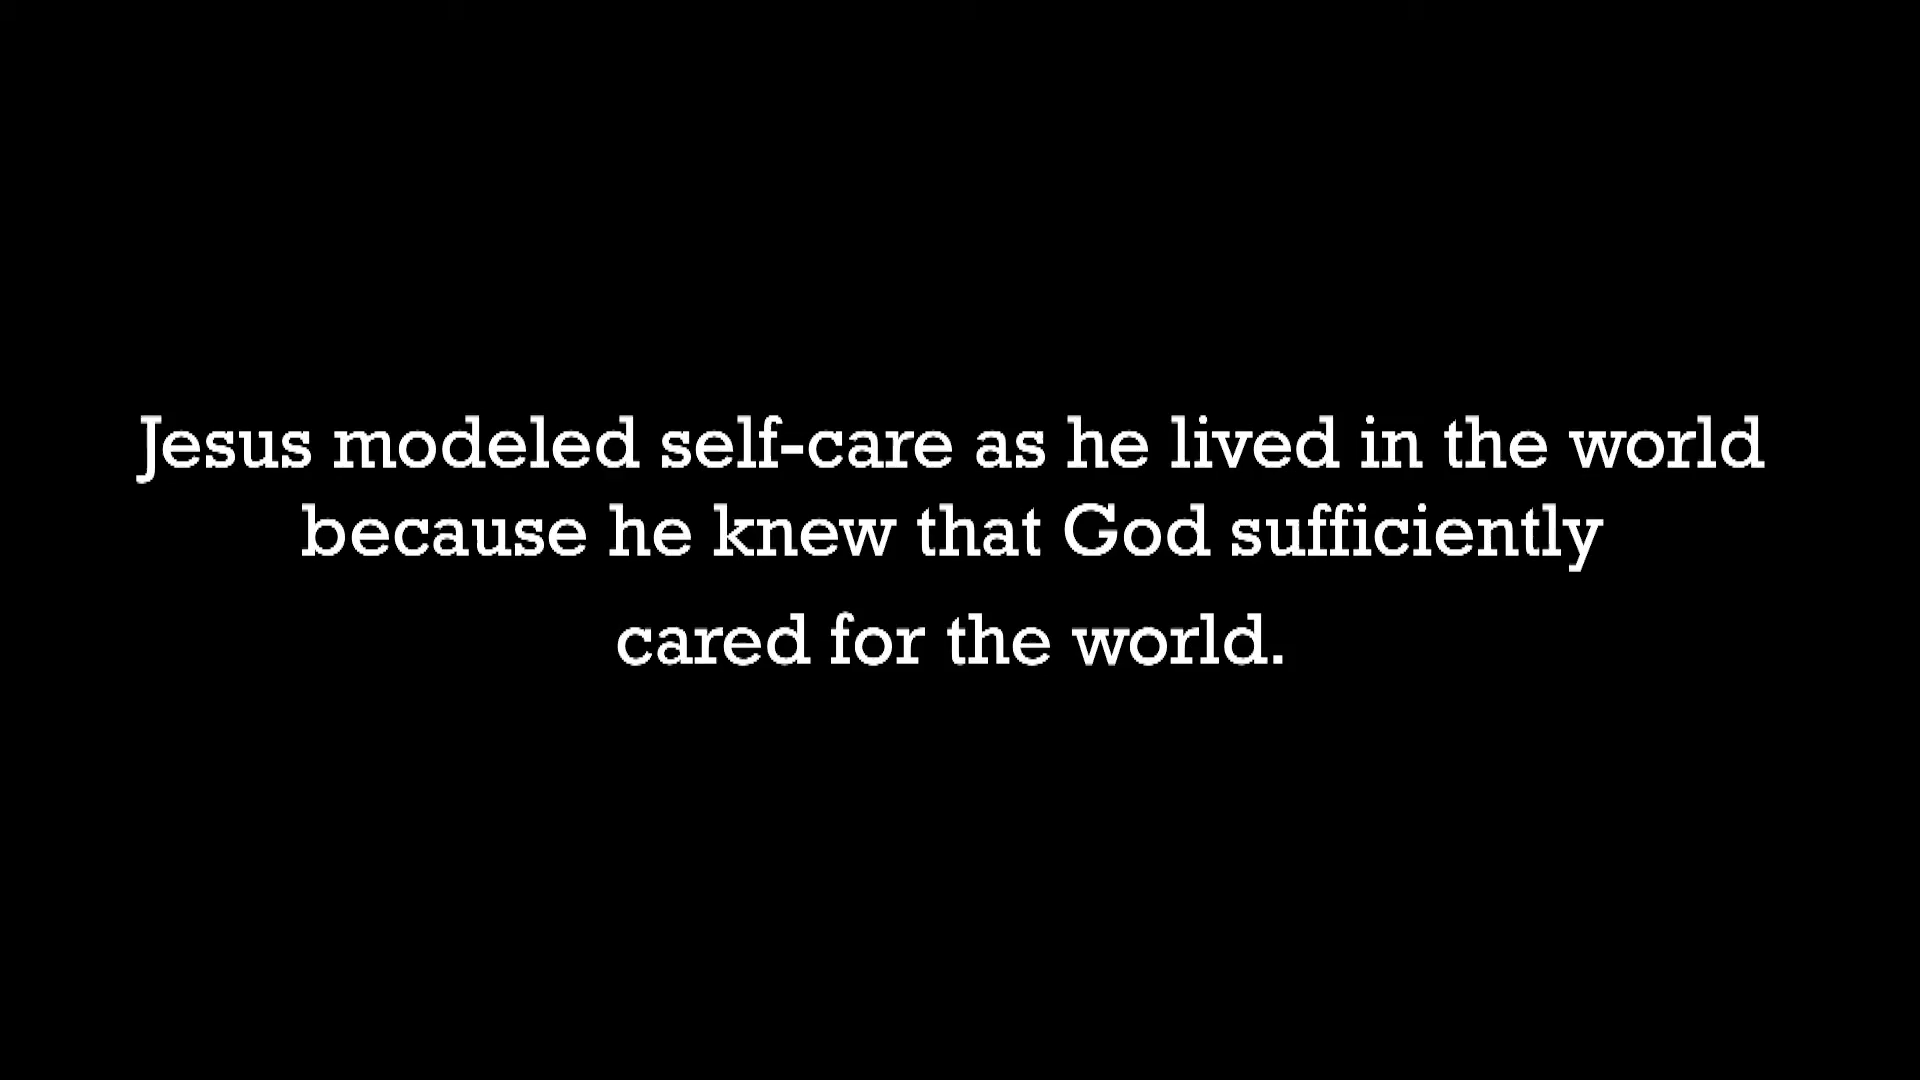 Jesus modeled self-care as he lived in the world
because he knew that God sufficiently
cared for the world.